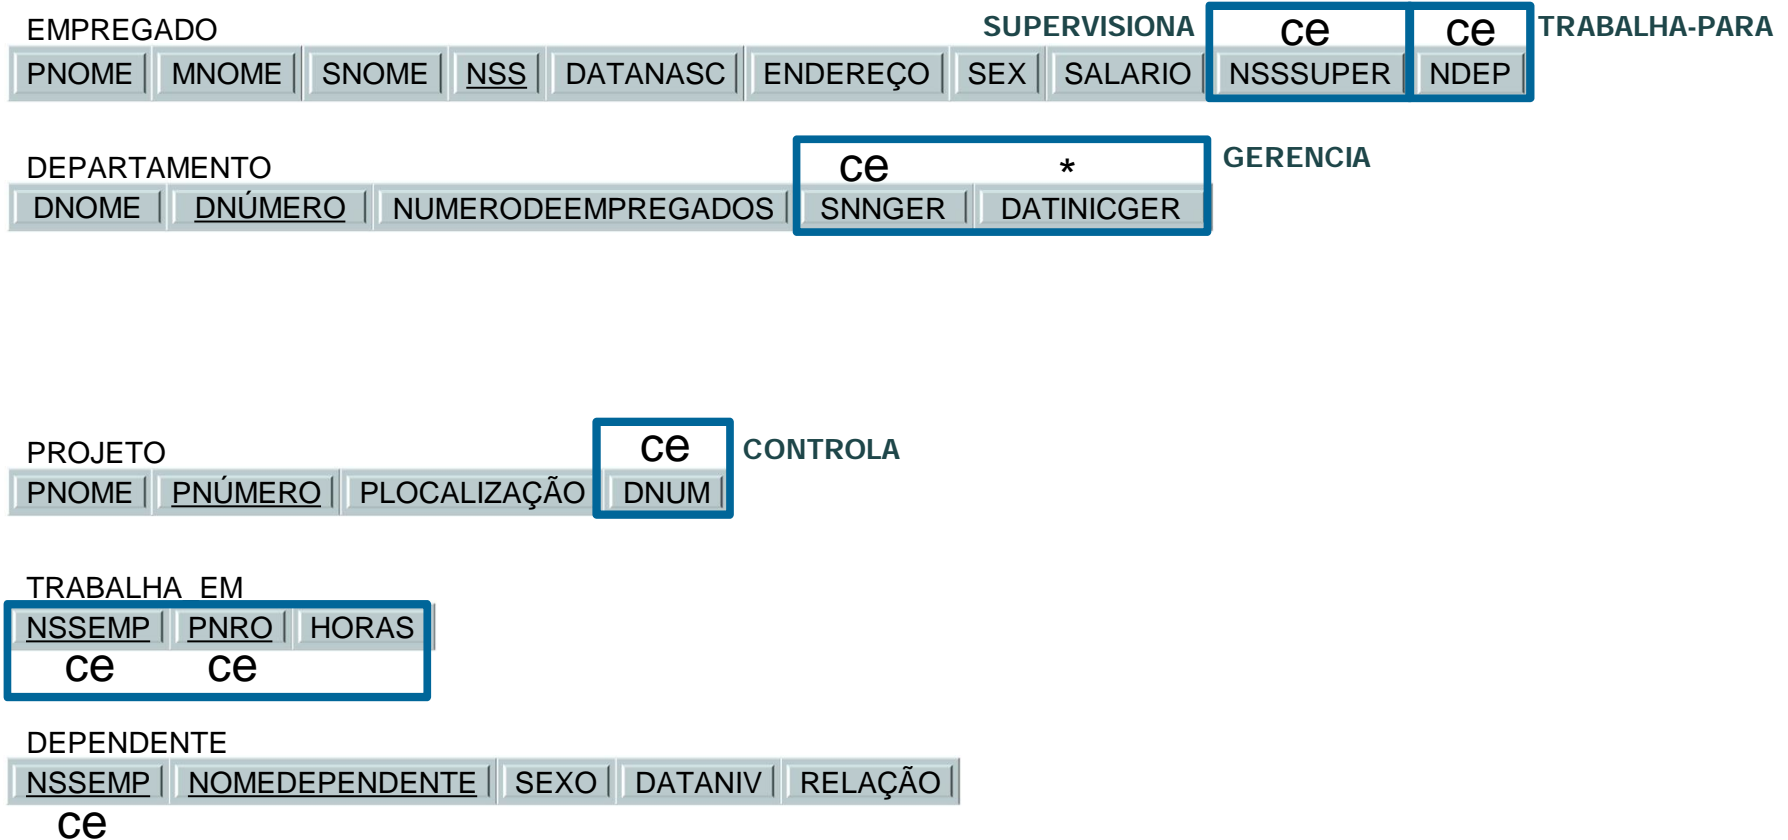 EMPREGADO SUPERVISIONA ce ce TRABALHA-PARA
PNOME MNOME SNOME NSS DATANASC ENDEREÇO SEX SALARIO NSSSUPER NDEP
DEPARTAMENTO ce * GERENCIA
DNOME DNÚMERO NUMERODEEMPREGADOS SNNGER DATINICGER
PROJETO ce CONTROLA
PNOME PNÚMERO PLOCALIZAÇÃO DNUM
TRABALHA EM
NSSEMP PNRO HORAS
ce ce
DEPENDENTE
NSSEMP NOMEDEPENDENTE SEXO DATANIV RELAÇÃO
ce